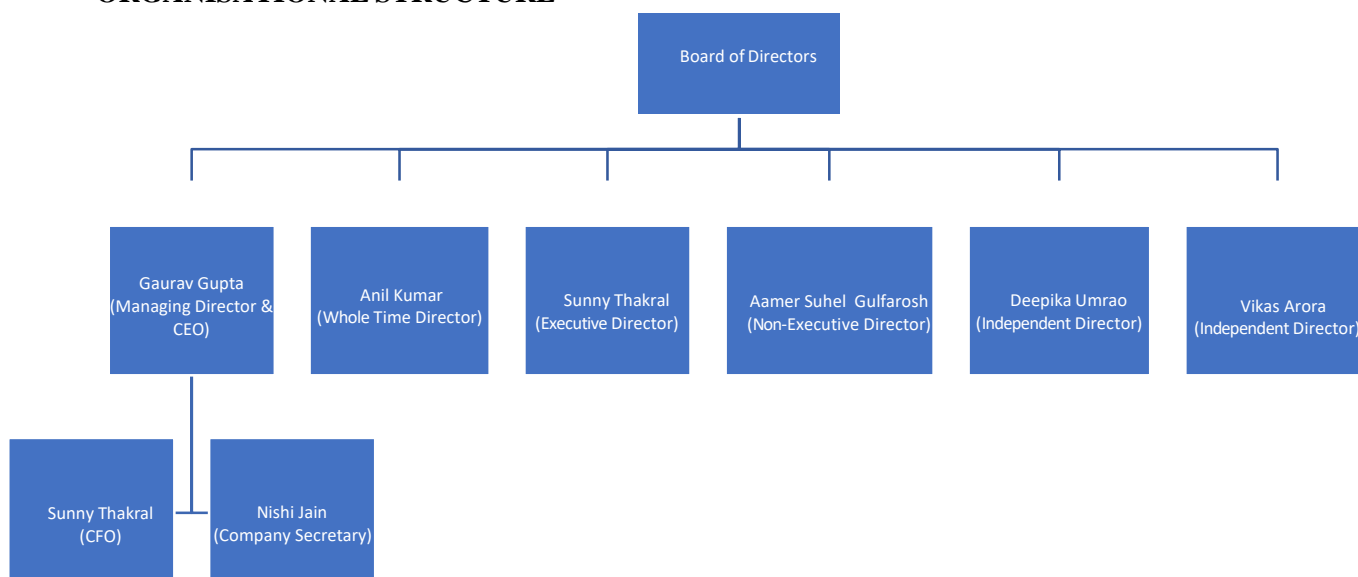 ORGANISATIONAL STRUCTURE
Board of Directors
Gaurav Gupta
(Managing Director &
CEO)
Anil Kumar
(Whole Time Director)
Sunny Thakral
(Executive Director)
Aamer Suhel  Gulfarosh
(Non-Executive Director)
Deepika Umrao
(Independent Director)
Vikas Arora
(Independent Director)
Sunny Thakral
(CFO)
Nishi Jain
(Company Secretary)